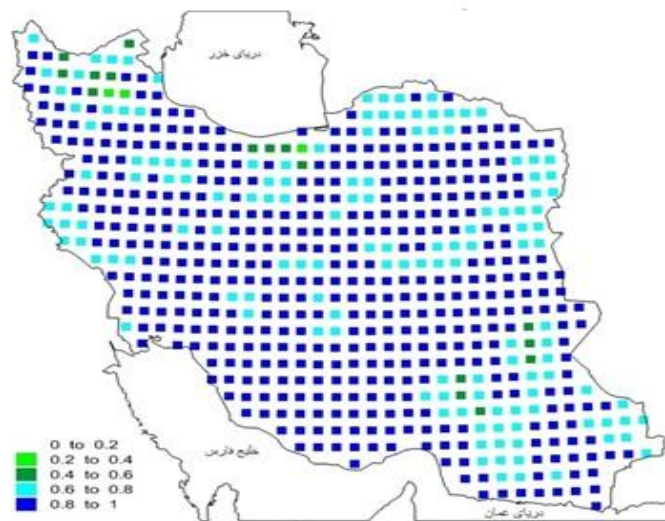 دریای خزر
خلیج فارس
دریای عمان
0 to 0.2
0.2 to 0.4
0.4 to 0.6
0.6 to 0.8
0.8 to 1